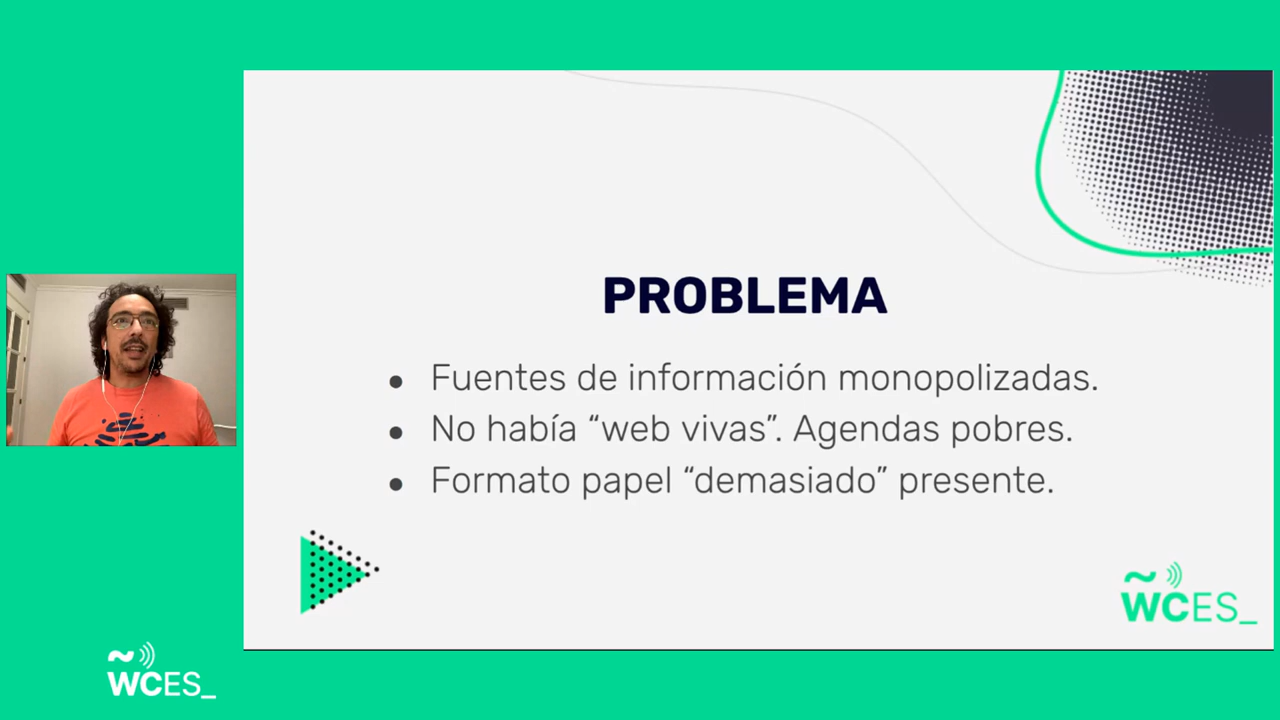 PROBLEMA
● Fuentes de información monopolizadas.
● No había “web vivas”. Agendas pobres.
● Formato papel “demasiado” presente.
WCES_
WCES_